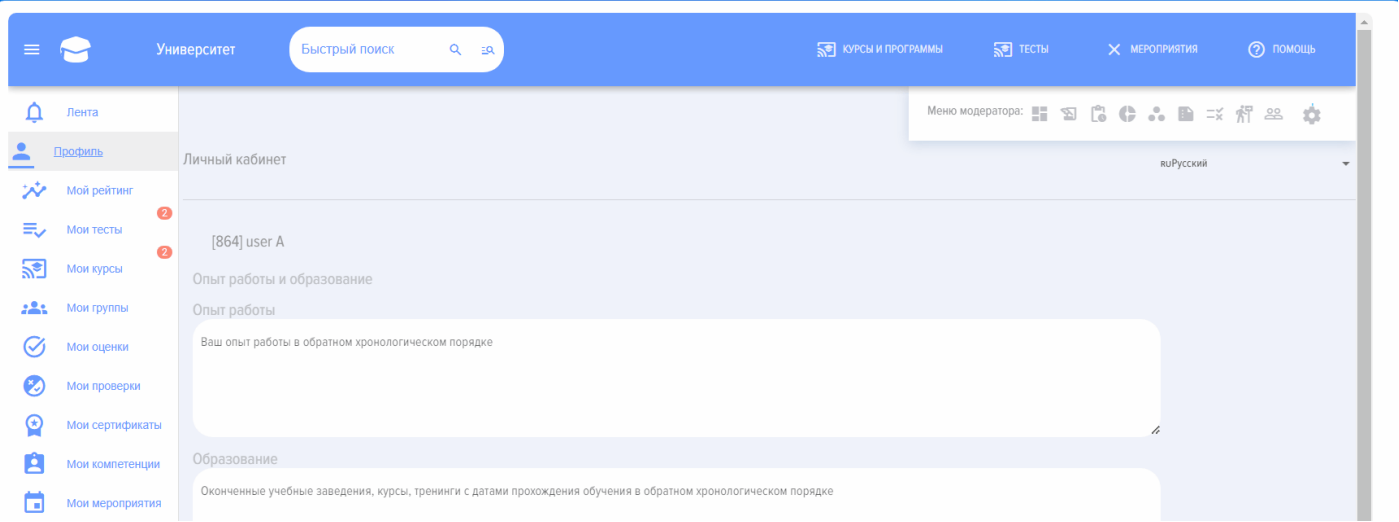 Университет
Быстрый поиск
КУРСЫ И ПРОГРАММЫ
ТЕСТЫ
МЕРОПРИЯТИЯ
ПОМОЩЬ
Лента
Меню модератора:
Профиль
Личный кабинет
RUРусский
Мой рейтинг
2
Мои тесты
[864] user A
2
Мои курсы
Опыт работы и образование
Мои группы
Опыт работы
Ваш опыт работы в обратном хронологическом порядке
Мои оценки
Мои проверки
Мои сертификаты
Образование
Мои компетенции
Оконченные учебные заведения, курсы, тренинги с датами прохождения обучения в обратном хронологическом порядке
Мои мероприятия